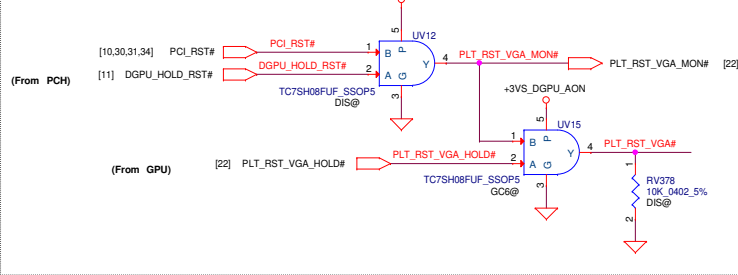 5
UV12
[10,30,31,34] PCI_RST# PCI_RST# 1 B P
PLT_RST_VGA_MON#
4 Y
PLT_RST_VGA_MON# [22]
(From PCH)
[11] DGPU_HOLD_RST# DGPU_HOLD_RST# 2 A G
TC7SH08FUF_SSOP5
DIS@
3
+3VS_DGPU_AON
5
UV15
1 B P
4 Y
PLT_RST_VGA#
(From GPU)
[22] PLT_RST_VGA_HOLD# PLT_RST_VGA_HOLD# 2 A G
TC7SH08FUF_SSOP5
GC6@
3
1
RV378
10K_0402_5%
DIS@
2